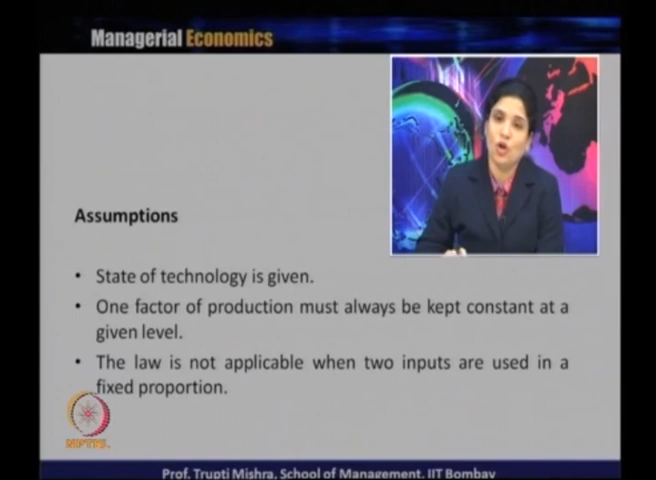 Managerial Economics
Assumptions
• State of technology is given.
• One factor of production must always be kept constant at a
given level.
• The law is not applicable when two inputs are used in a
fixed proportion.
NPTEL
Prof. Trupti Mishra, School of Management, IIT Bombay